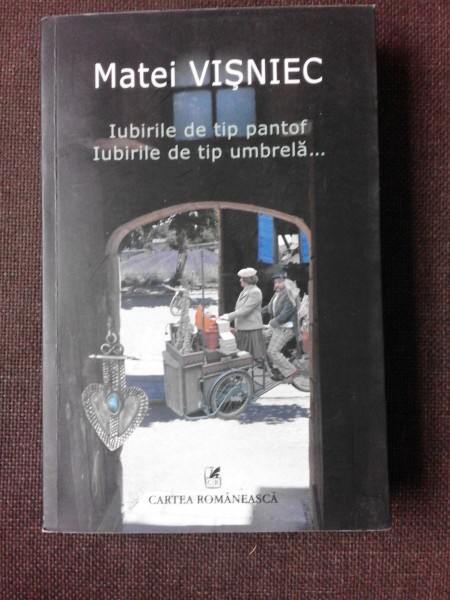 Matei VIŞNIEC
Iubirile de tip pantof
Iubirile de tip umbrelă...
CARTEA ROMÂNEASCĂ